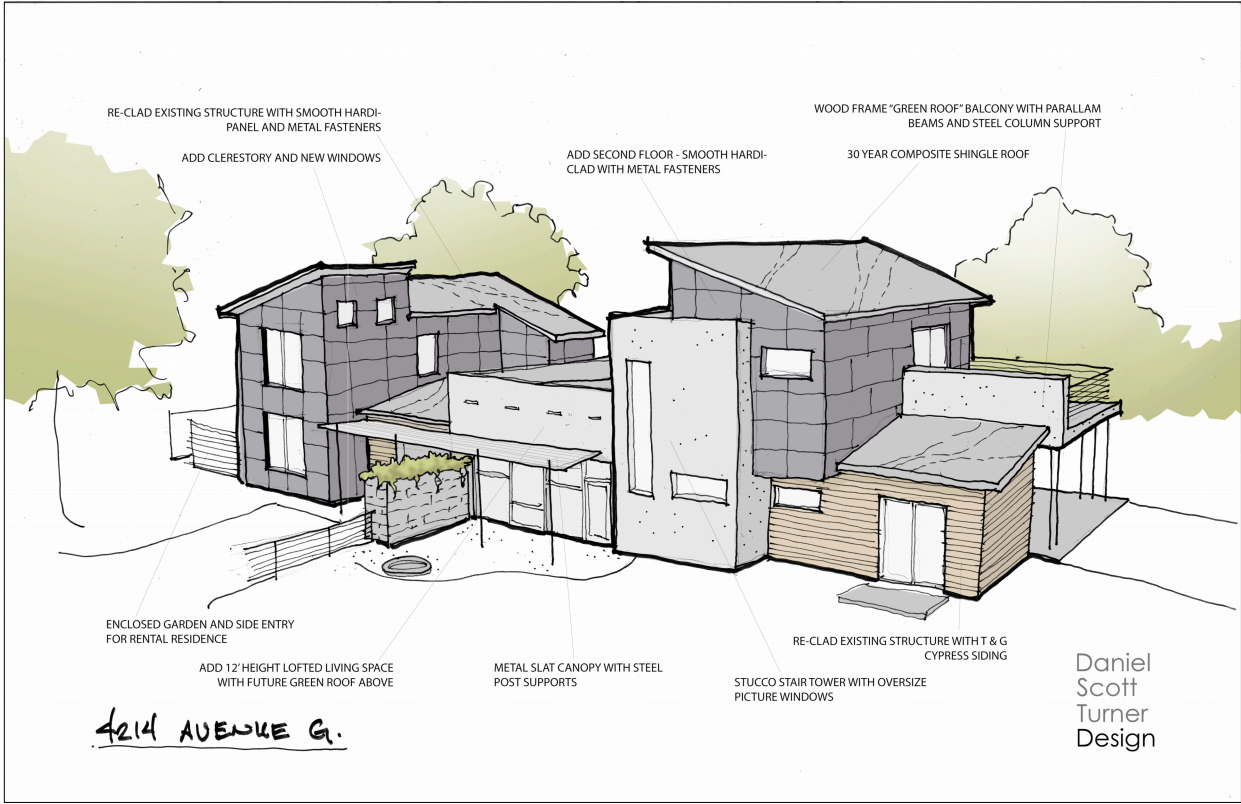 RE-CLAD EXISTING STRUCTURE WITH SMOOTH HARDI-
PANEL AND METAL FASTENERS
ADD CLERESTORY AND NEW WINDOWS
ADD SECOND FLOOR - SMOOTH HARDI-
CLAD WITH METAL FASTENERS
WOOD FRAME "GREEN ROOF" BALCONY WITH PARALLAM
BEAMS AND STEEL COLUMN SUPPORT
30 YEAR COMPOSITE SHINGLE ROOF
ENCLOSED GARDEN AND SIDE ENTRY
FOR RENTAL RESIDENCE
ADD 12' HEIGHT LOFTED LIVING SPACE
WITH FUTURE GREEN ROOF ABOVE
METAL SLAT CANOPY WITH STEEL
POST SUPPORTS
STUCCO STAIR TOWER WITH OVERSIZE
PICTURE WINDOWS
RE-CLAD EXISTING STRUCTURE WITH T & G
CYPRESS SIDING
4214 AVENUE G.
Daniel
Scott
Turner
Design